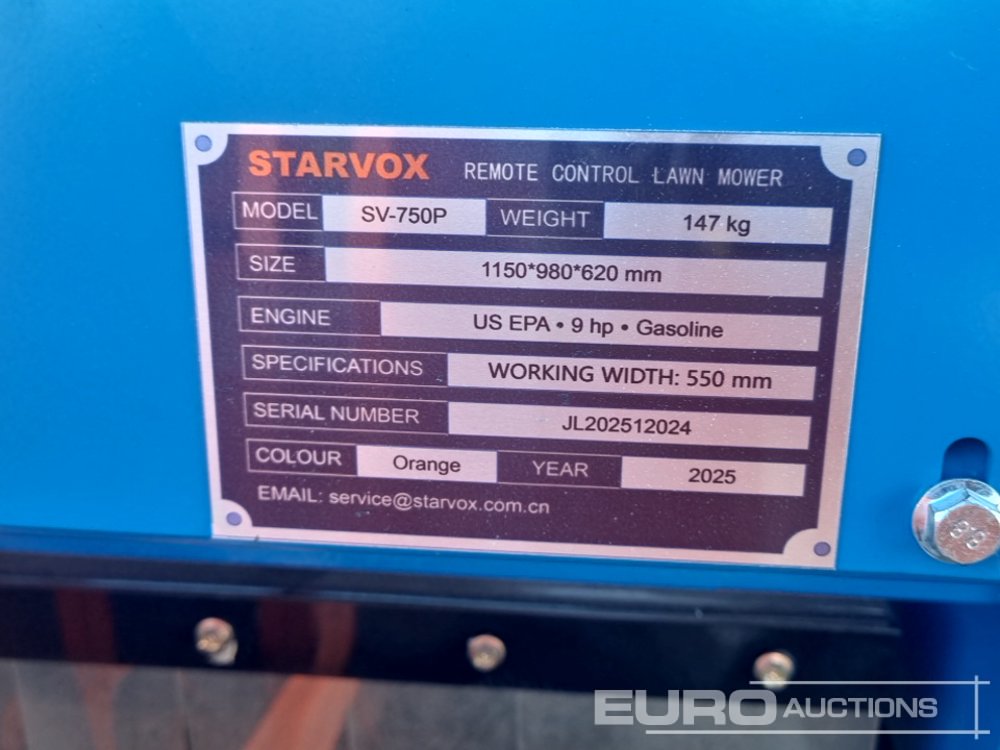 STARVOX REMOTE CONTROL LAWN MOWER
MODEL SV-750P WEIGHT 147 kg
SIZE 1150*980*620 mm
ENGINE US EPA • 9 hp • Gasoline
SPECIFICATIONS WORKING WIDTH: 550 mm
SERIAL NUMBER JL202512024
COLOUR Orange YEAR 2025
EMAIL: service@starvox.com.cn
8.8
EURO AUCTIONS